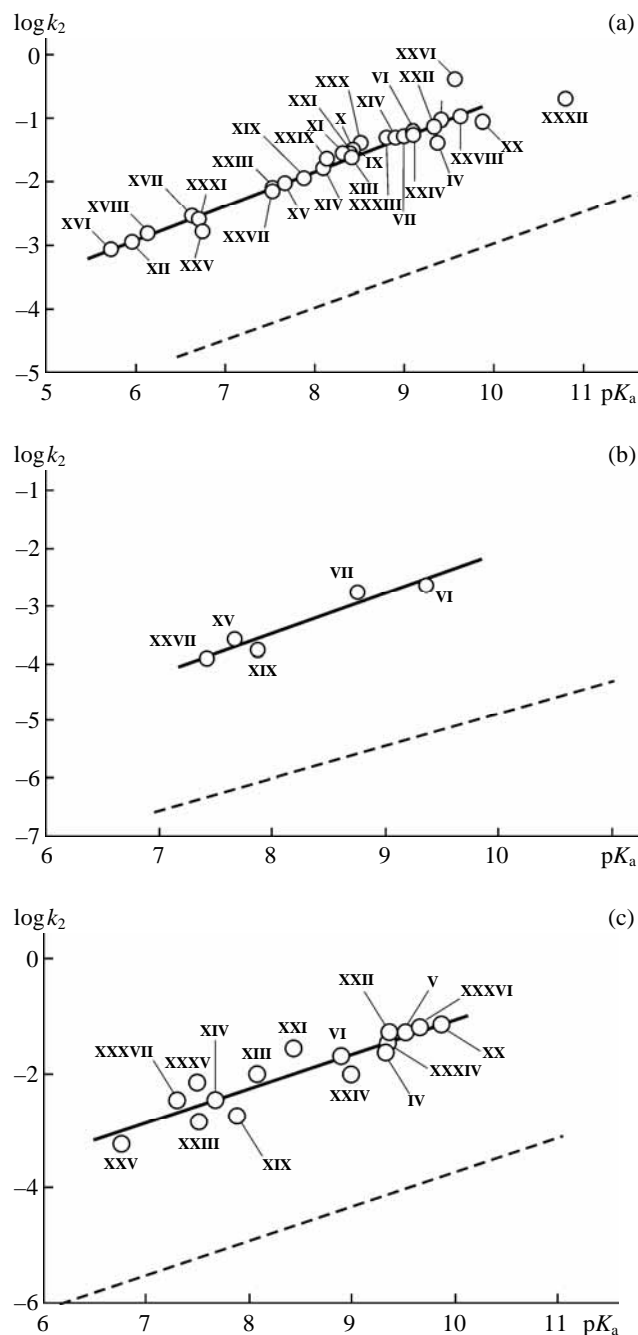 log k2 (a)
0
XXVI
XXX
VI
XXII
XIV
X
XXI
XI
XXIX
XIX
XXXII
XXIII
IX
XX
XXVIII
IV
XVII
XXXI
XIII
XXIV
XXXIII
VII
XIV
XV
XVIII
XXVII
XVI
XII
XXV
–1
–2
–3
–4
–5
5 6 7 8 9 10 11 pKa
log k2 (b)
–1
–2
VII
–3
VI
XV
XXVII
XIX
–4
–5
–6
–7
6 7 8 9 10 pKa
log k2 (c)
0
V
XXII
XXXVI
XIV
XXI
VI
XXXV
XIII
XXXVII
XX
XXXIV
–2
XXIV
IV
XXIII
XXV
XIX
–4
–6
6 7 8 9 10 11 pKa